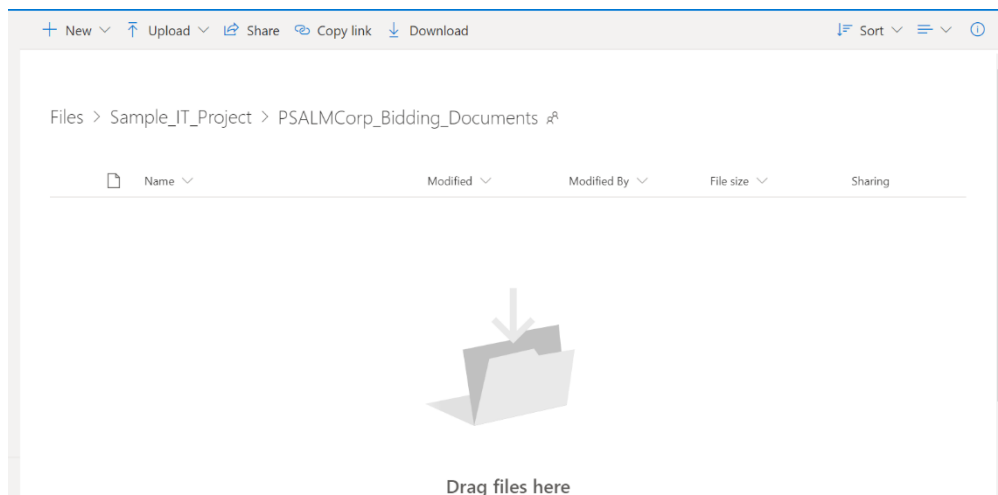 New Upload Share Copy link Download Sort
Files > Sample_IT_Project > PSALMCorp_Bidding_Documents
Name Modified Modified By File size Sharing
Drag files here